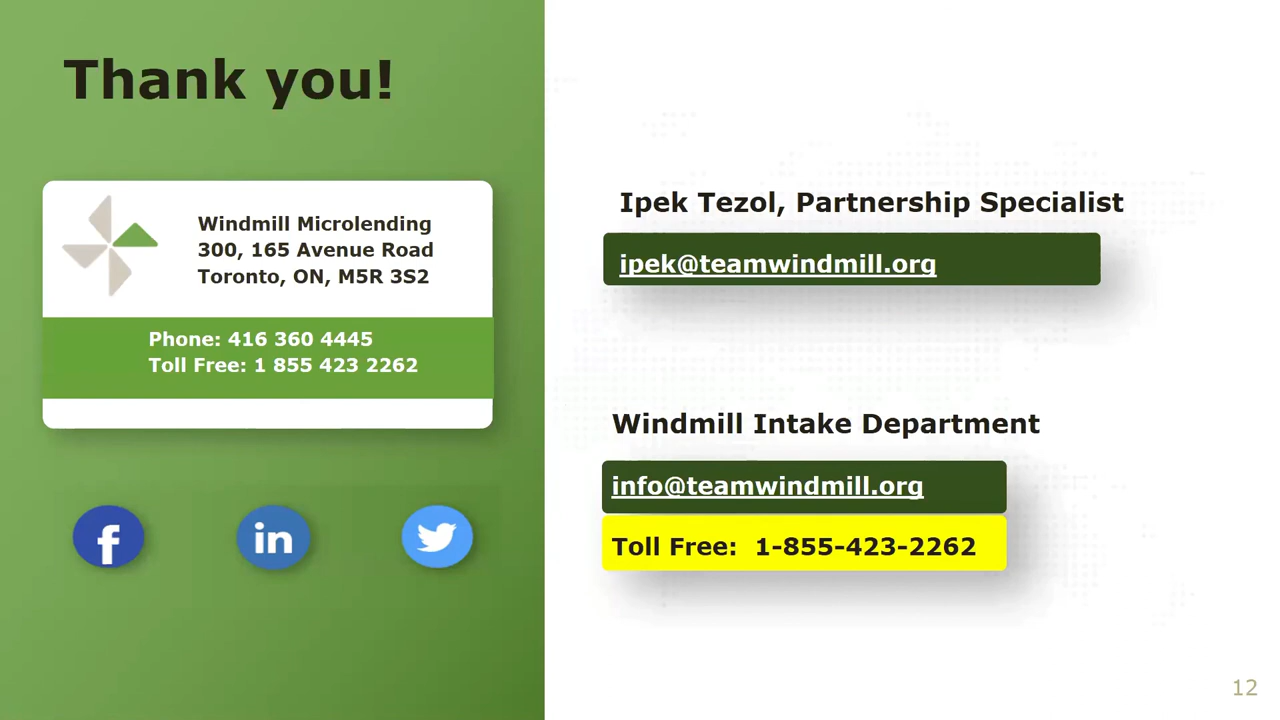 Thank you!
Windmill Microlending
300, 165 Avenue Road
Toronto, ON, M5R 3S2
Phone: 416 360 4445
Toll Free: 1 855 423 2262
f
in
Ipek Tezol, Partnership Specialist
ipek@teamwindmill.org
Windmill Intake Department
info@teamwindmill.org
Toll Free: 1-855-423-2262
12